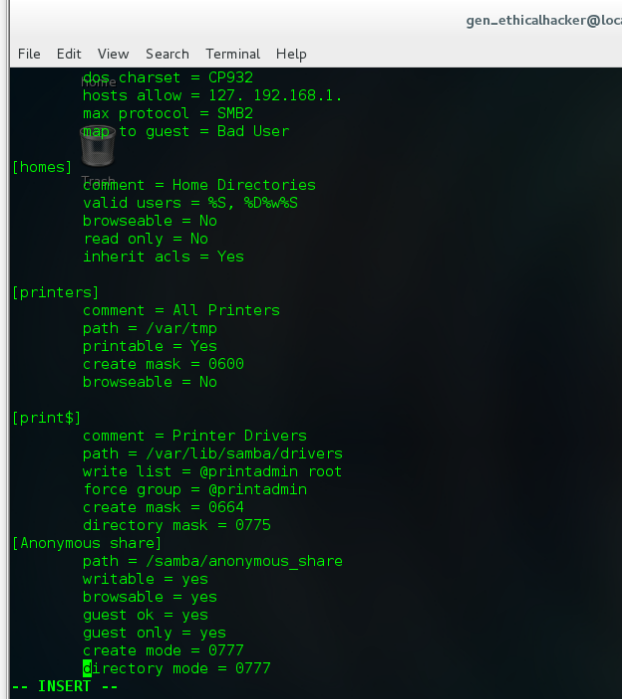 gen_ethicalhacker@loc
File Edit View Search Terminal Help
dos charset = CP932
Home
hosts allow = 127. 192.168.1.
max protocol = SMB2
map to guest = Bad User
[homes]
Trash
comment = Home Directories
valid users = %S, %D%w%S
browseable = No
read only = No
inherit acls = Yes
[printers]
comment = All Printers
path = /var/tmp
printable = Yes
create mask = 0600
browseable = No
[print$]
comment = Printer Drivers
path = /var/lib/samba/drivers
write list = @printadmin root
force group = @printadmin
create mask = 0664
directory mask = 0775
[Anonymous share]
path = /samba/anonymous_share
writable = yes
browsable = yes
guest ok = yes
guest only = yes
create mode = 0777
directory mode = 0777
-- INSERT --